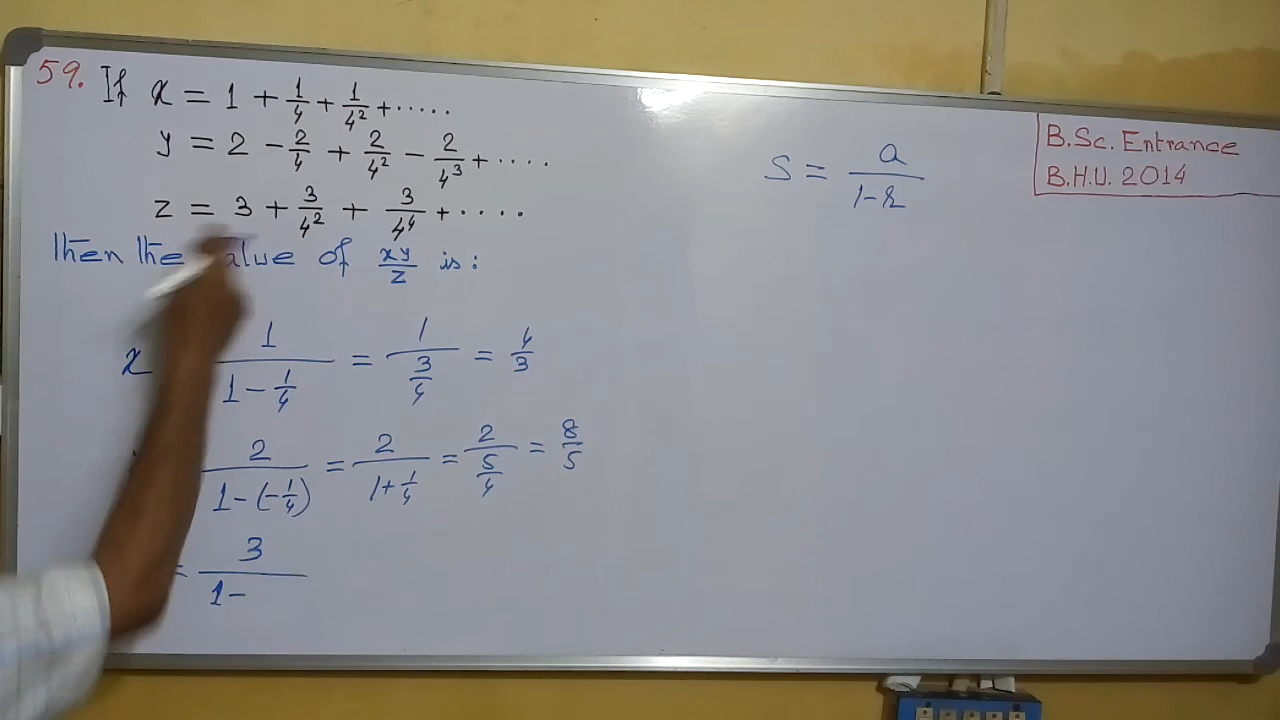 59. If x = 1 + 1/4 + 1/4² + .....
y = 2 - 2/4 + 2/4² - 2/4³ + ....
z = 3 + 3/4² + 3/4⁴ + ....
Then the value of xy/z is:
x 1/(1 - 1/4) = 1/(3/4) = 4/3
2/(1-(-1/4)) = 2/(1+1/4) = 2/(5/4) = 8/5
= 3/(1-
S = a/(1-r)
B.Sc. Entrance
B.H.U. 2014